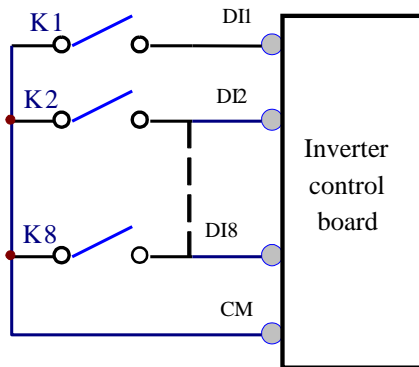 K1 DI1
K2 DI2
Inverter
control
board
K8 DI8
CM